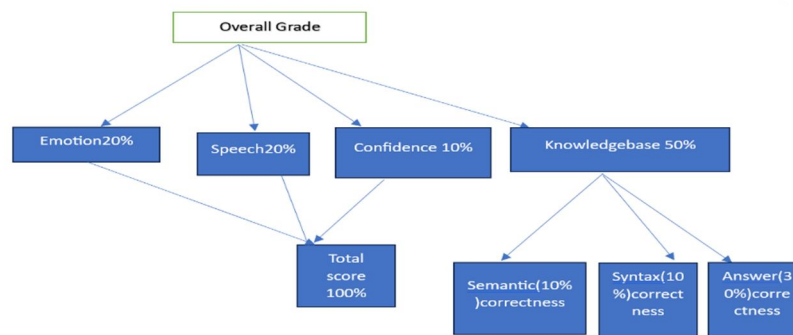 Overall Grade
Emotion20%
Speech20%
Confidence 10%
Knowledgebase 50%
Total
score
100%
Semantic(10%
)correctness
Syntax(10
%)correct
ness
Answer(3
0%)corre
ctness